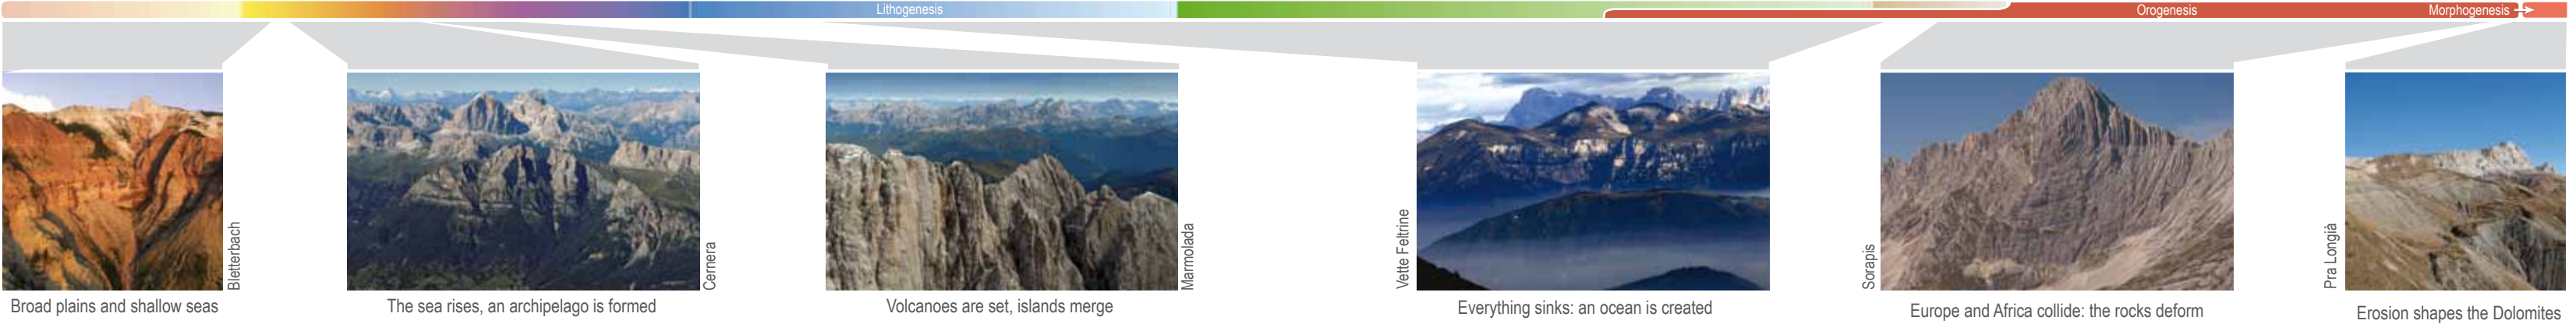 Lithogenesis
Orogenesis
Morphogenesis
Bletterbach
Cernera
Marmolada
Vette Feltrine
Sorapis
Pra Longià
Broad plains and shallow seas
The sea rises, an archipelago is formed
Volcanoes are set, islands merge
Everything sinks: an ocean is created
Europe and Africa collide: the rocks deform
Erosion shapes the Dolomites